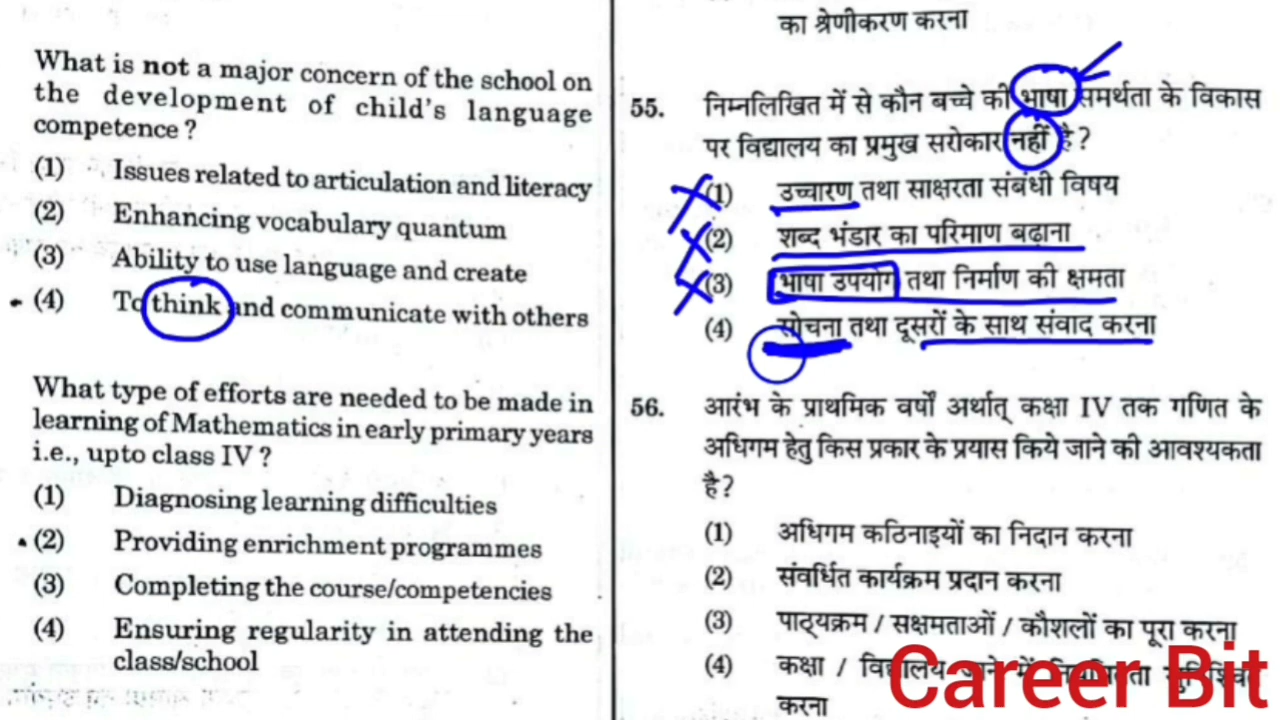 What is not a major concern of the school on
the development of child's language
competence ?
(1) Issues related to articulation and literacy
(2) Enhancing vocabulary quantum
(3) Ability to use language and create
(4) To think and communicate with others
What type of efforts are needed to be made in
learning of Mathematics in early primary years
i.e., upto class IV ?
(1) Diagnosing learning difficulties
(2) Providing enrichment programmes
(3) Completing the course/competencies
(4) Ensuring regularity in attending the
class/school
का श्रेणीकरण करना
55. निम्नलिखित में से कौन बच्चे की भाषा समर्थता के विकास
पर विद्यालय का प्रमुख सरोकार नहीं है?
(1) उच्चारण तथा साक्षरता संबंधी विषय
(2) शब्द भंडार का परिमाण बढ़ाना
(3) भाषा उपयोग तथा निर्माण की क्षमता
(4) सोचना तथा दूसरों के साथ संवाद करना
56. आरंभ के प्राथमिक वर्षों अर्थात् कक्षा IV तक गणित के
अधिगम हेतु किस प्रकार के प्रयास किये जाने की आवश्यकता
है?
(1) अधिगम कठिनाइयों का निदान करना
(2) संवर्धित कार्यक्रम प्रदान करना
(3) पाठ्यक्रम / सक्षमताओं / कौशलों का पूरा करना
(4) कक्षा / विद्यालय जाने में
करना
Career Bit